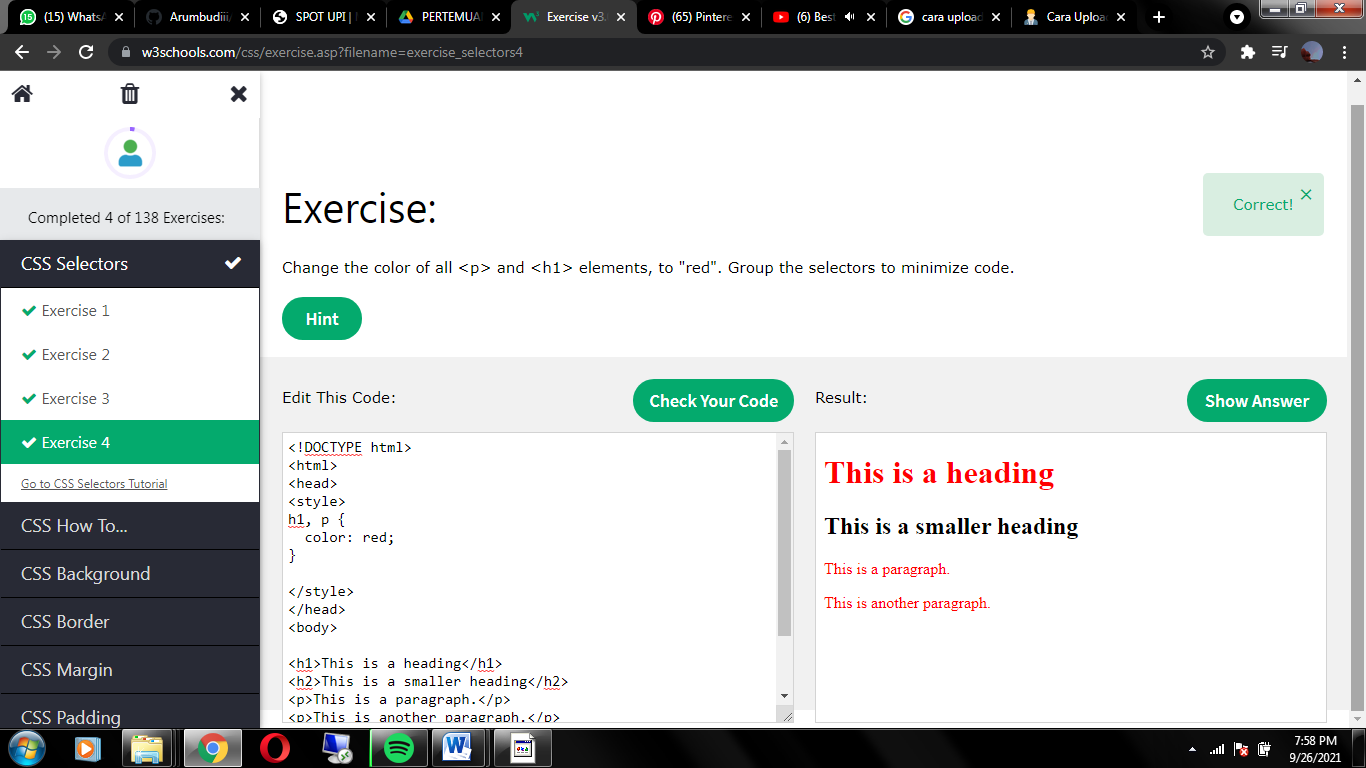 (15) Whats
Arumbudiii/
SPOT UPI |
PERTEMUA
Exercise v3.
(65) Pintere
(6) Best
cara upload
Cara Uploa
w3schools.com/css/exercise.asp?filename=exercise_selectors4
Completed 4 of 138 Exercises:
CSS Selectors
Exercise 1
Exercise 2
Exercise 3
Exercise 4
Go to CSS Selectors Tutorial
CSS How To...
CSS Background
CSS Border
CSS Margin
CSS Padding
Exercise:
Correct!
Change the color of all <p> and <h1> elements, to "red". Group the selectors to minimize code.
Hint
Edit This Code:
Check Your Code
Result:
Show Answer
<!DOCTYPE html>
<html>
<head>
<style>
h1, p {
  color: red;
}
</style>
</head>
<body>
<h1>This is a heading</h1>
<h2>This is a smaller heading</h2>
<p>This is a paragraph.</p>
<p>This is another paragraph.</p>
This is a heading
This is a smaller heading
This is a paragraph.
This is another paragraph.
7:58 PM
9/26/2021